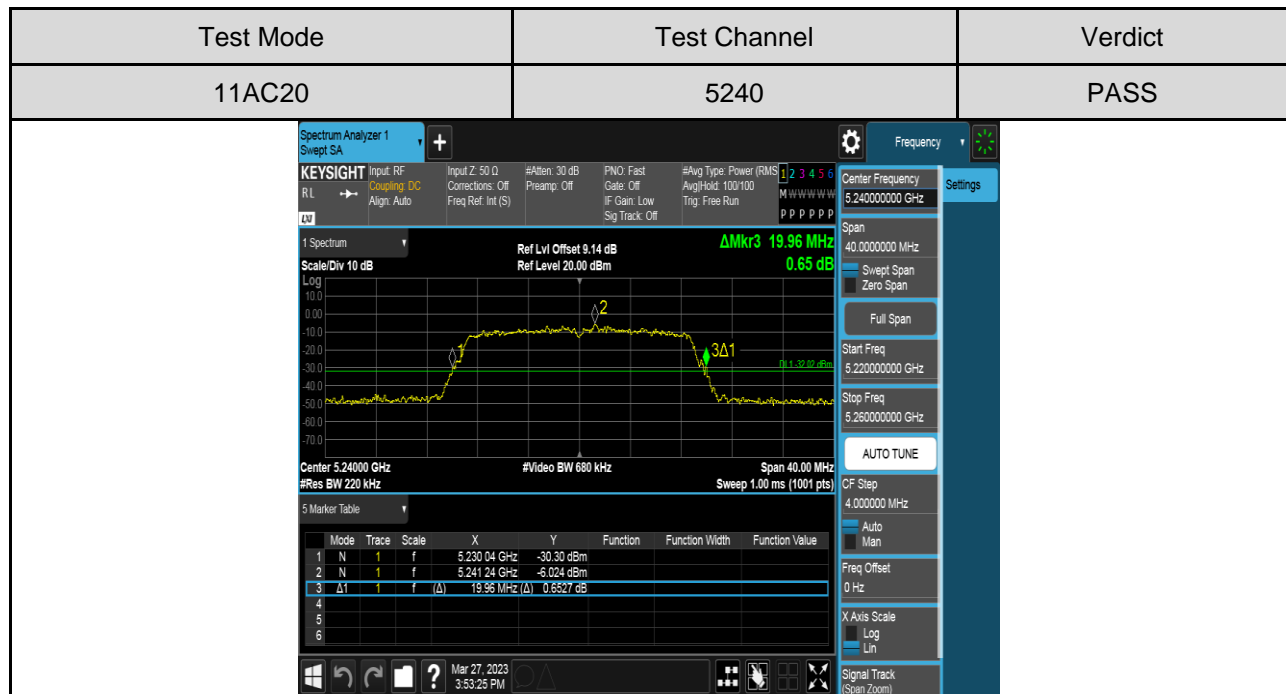 Test Mode Test Channel Verdict
11AC20 5240 PASS
Spectrum Analyzer 1
Swept SA
+
Frequency
KEYSIGHT Input: RF Input Z: 50 Ω #Atten: 30 dB PNO: Fast #Avg Type: Power (RMS 1 2 3 4 5 6
RL Coupling: DC Corrections: Off Preamp: Off Gate: Off Avg|Hold: 100/100 M W W W W W
Align: Auto Freq Ref: Int (S) IF Gain: Low Trig: Free Run
LXI Sig Track: Off P P P P P P
1 Spectrum Ref Lvl Offset 9.14 dB ΔMkr3 19.96 MHz
Scale/Div 10 dB Ref Level 20.00 dBm 0.65 dB
Log
10.0
0.00
-10.0
-20.0
-30.0
-40.0
-50.0
-60.0
-70.0
1
2
3Δ1
DL1 -32.02 dBm
Center 5.24000 GHz #Video BW 680 kHz Span 40.00 MHz
#Res BW 220 kHz Sweep 1.00 ms (1001 pts)
5 Marker Table
Mode Trace Scale X Y Function Function Width Function Value
1 N 1 f 5.230 04 GHz -30.30 dBm
2 N 1 f 5.241 24 GHz -6.024 dBm
3 Δ1 1 f (Δ) 19.96 MHz (Δ) 0.6527 dB
4
5
6
?
Mar 27, 2023
3:53:25 PM
Center Frequency
5.240000000 GHz
Settings
Span
40.0000000 MHz
Swept Span
Zero Span
Full Span
Start Freq
5.220000000 GHz
Stop Freq
5.260000000 GHz
AUTO TUNE
CF Step
4.000000 MHz
Auto
Man
Freq Offset
0 Hz
X Axis Scale
Log
Lin
Signal Track
(Span Zoom)